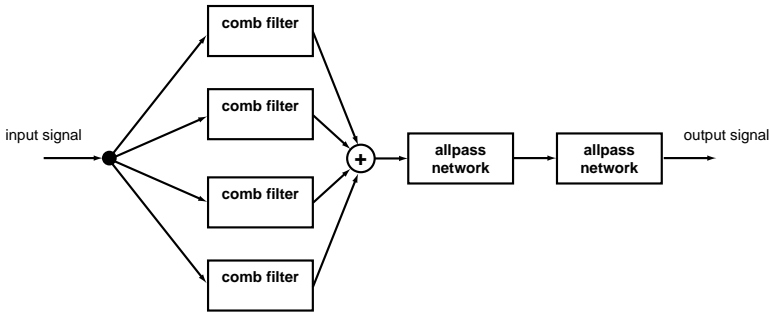 comb filter
comb filter
input signal
+
allpass
network
allpass
network
output signal
comb filter
comb filter